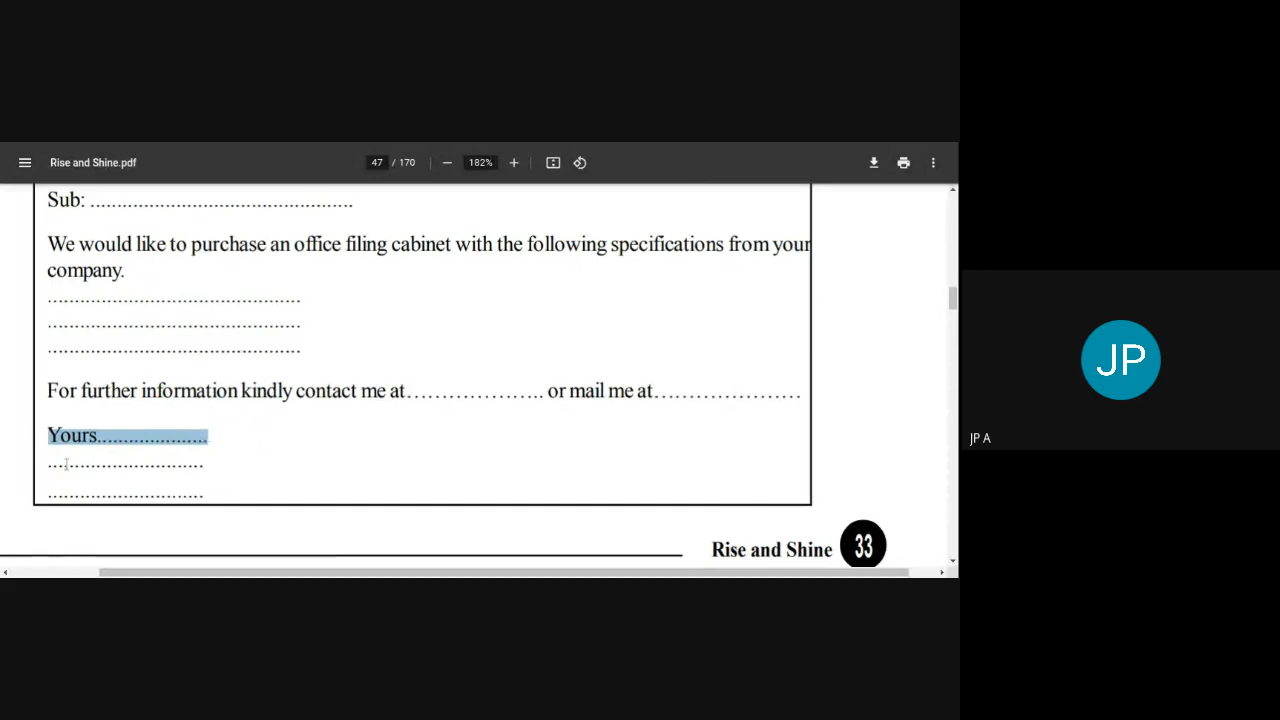 Rise and Shine.pdf
47 / 170
182%
Sub: .................................................
We would like to purchase an office filing cabinet with the following specifications from your
company.
...............................................
...............................................
...............................................
For further information kindly contact me at………………... or mail me at…………………
Yours.....................
.............................
.............................
Rise and Shine 33
JP
JP A